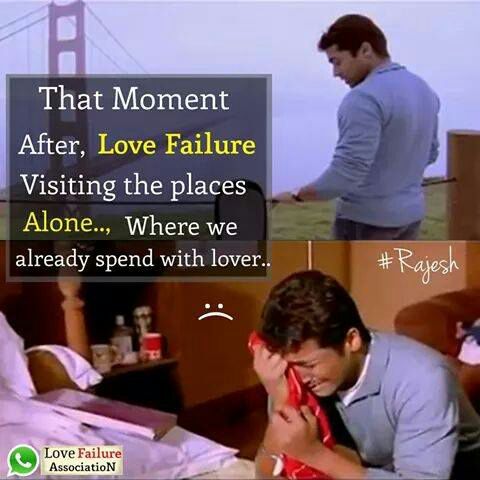 That Moment
After, Love Failure
Visiting the places
Alone.., Where we
already spend with lover..
# Rajesh
:(
Love Failure
AssociatioN